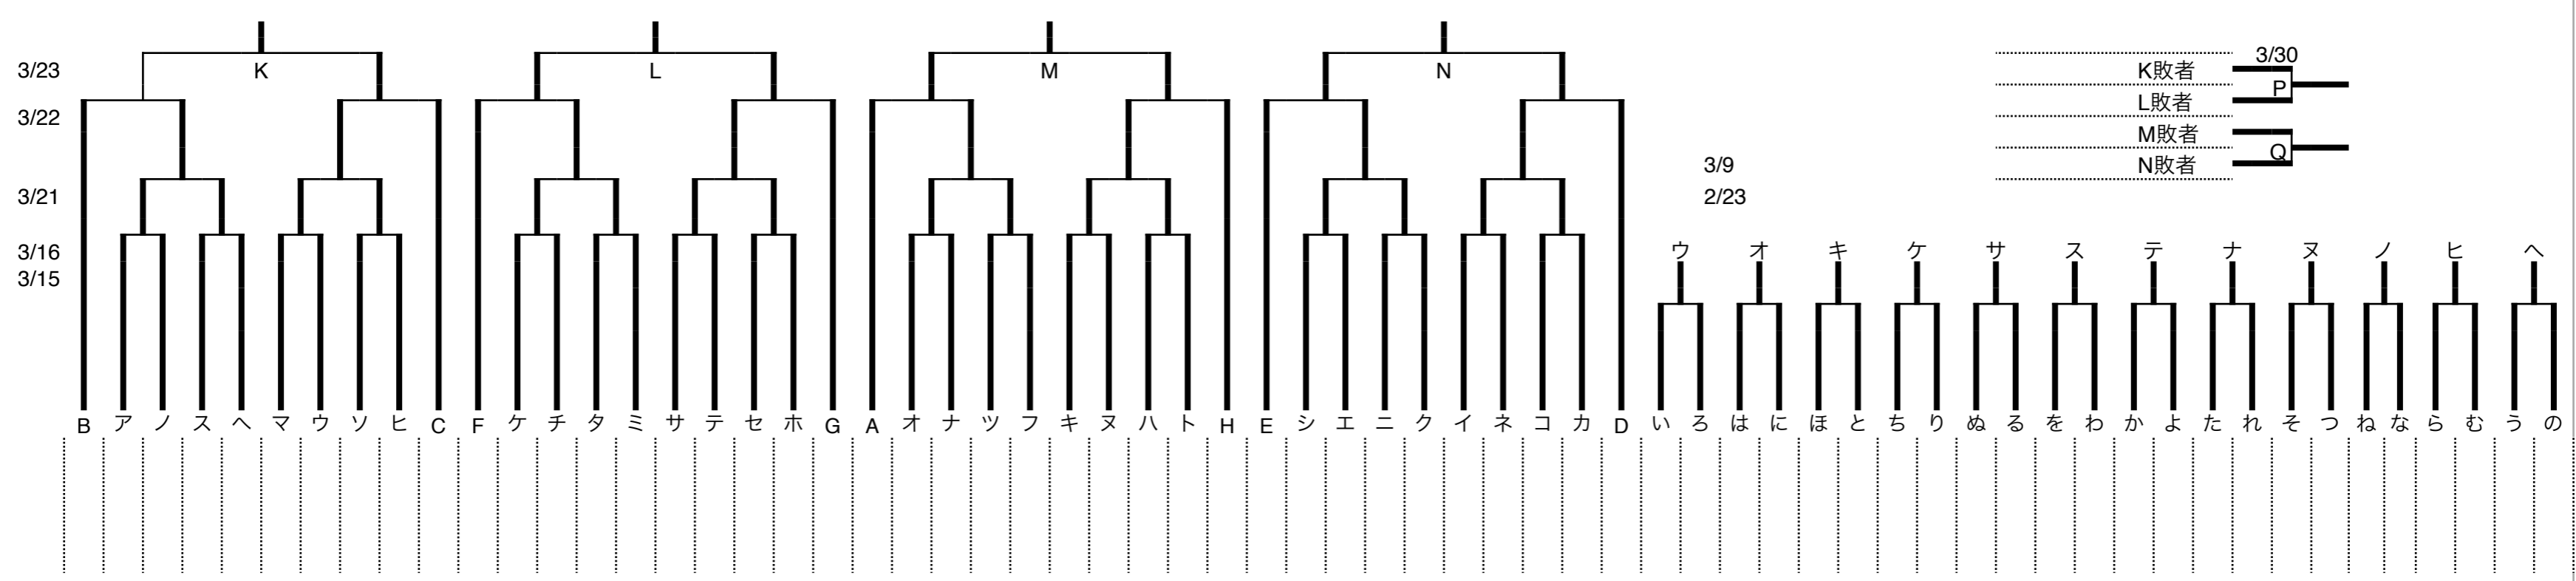 3/30
3/23 K L M N K敗者
P
L敗者
3/22
M敗者
Q
3/9 N敗者
3/21 2/23
3/16 ウ オ キ ケ サ ス テ ナ ヌ ノ ヒ ヘ
3/15
B ア ノ ス ヘ マ ウ ソ ヒ C F ケ チ タ ミ サ テ セ ホ G A オ ナ ツ フ キ ヌ ハ ト H E シ エ ニ ク イ ネ コ カ D い ろ は に ほ と ち り ぬ る を わ か よ た れ そ つ ね な ら む う の